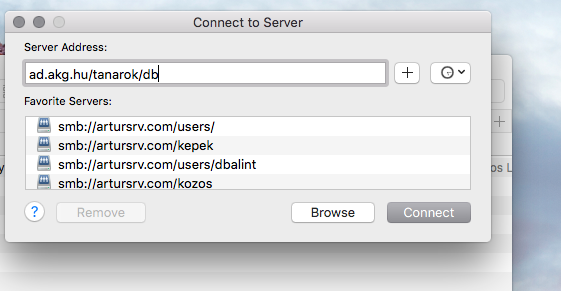 Connect to Server
Server Address:
ad.akg.hu/tanarok/db
Favorite Servers:
smb://artursrv.com/users/
smb://artursrv.com/kepek
smb://artursrv.com/users/dbalint
smb://artursrv.com/kozos
os L
? Remove Browse Connect